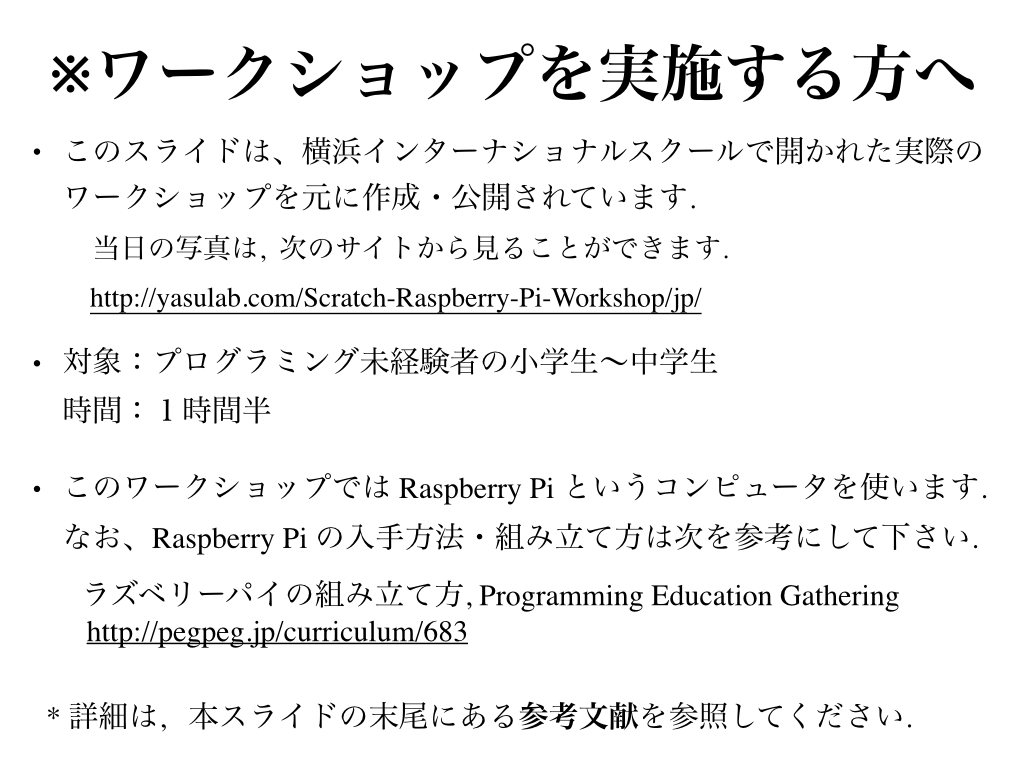 ※ワークショップを実施する方へ
• このスライドは、横浜インターナショナルスクールで開かれた実際の
ワークショップを元に作成・公開されています.
当日の写真は, 次のサイトから見ることができます.
http://yasulab.com/Scratch-Raspberry-Pi-Workshop/jp/
• 対象：プログラミング未経験者の小学生〜中学生
時間：１時間半
• このワークショップでは Raspberry Pi というコンピュータを使います.
なお、Raspberry Pi の入手方法・組み立て方は次を参考にして下さい.
ラズベリーパイの組み立て方, Programming Education Gathering
http://pegpeg.jp/curriculum/683
* 詳細は, 本スライドの末尾にある参考文献を参照してください.